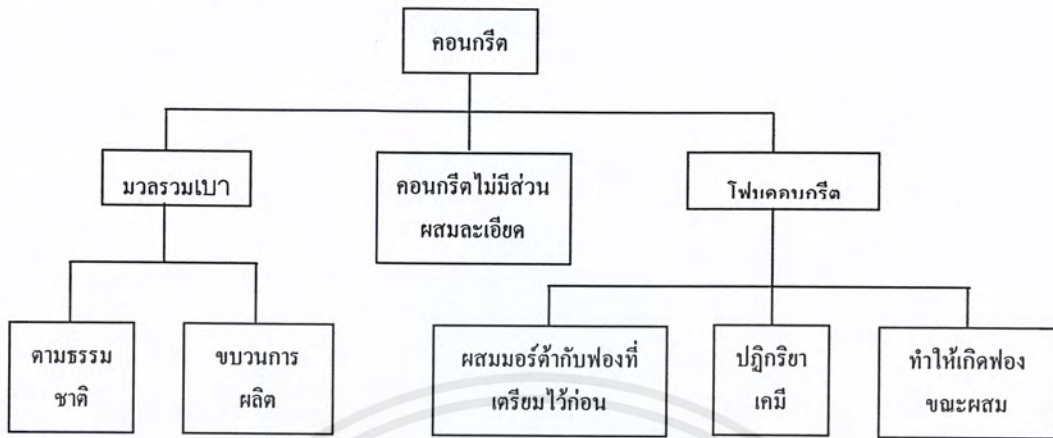 คอนกรีต
มวลรวมเบา
คอนกรีตไม่มีส่วน
ผสมละเอียด
โฟมคอนกรีต
ตามธรรม
ชาติ
ขบวนการ
ผลิต
ผสมมอร์ต้ากับฟองที่
เตรียมไว้ก่อน
ปฏิกริยา
เคมี
ทำให้เกิดฟอง
ขณะผสม